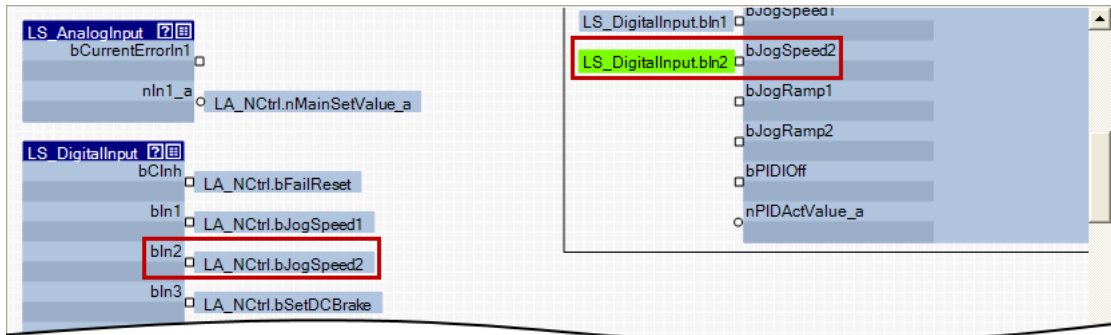 LS_AnalogInput
bCurrentErrorIn1
nIn1_a
LA_NCtrl.nMainSetValue_a
LS_DigitalInput
bCInh
LA_NCtrl.bFailReset
bIn1
LA_NCtrl.bJogSpeed1
bIn2
LA_NCtrl.bJogSpeed2
bIn3
LA_NCtrl.bSetDCBrake
LS_DigitalInput.bIn1
bJogSpeed1
LS_DigitalInput.bIn2
bJogSpeed2
bJogRamp1
bJogRamp2
bPIDIOff
nPIDActValue_a